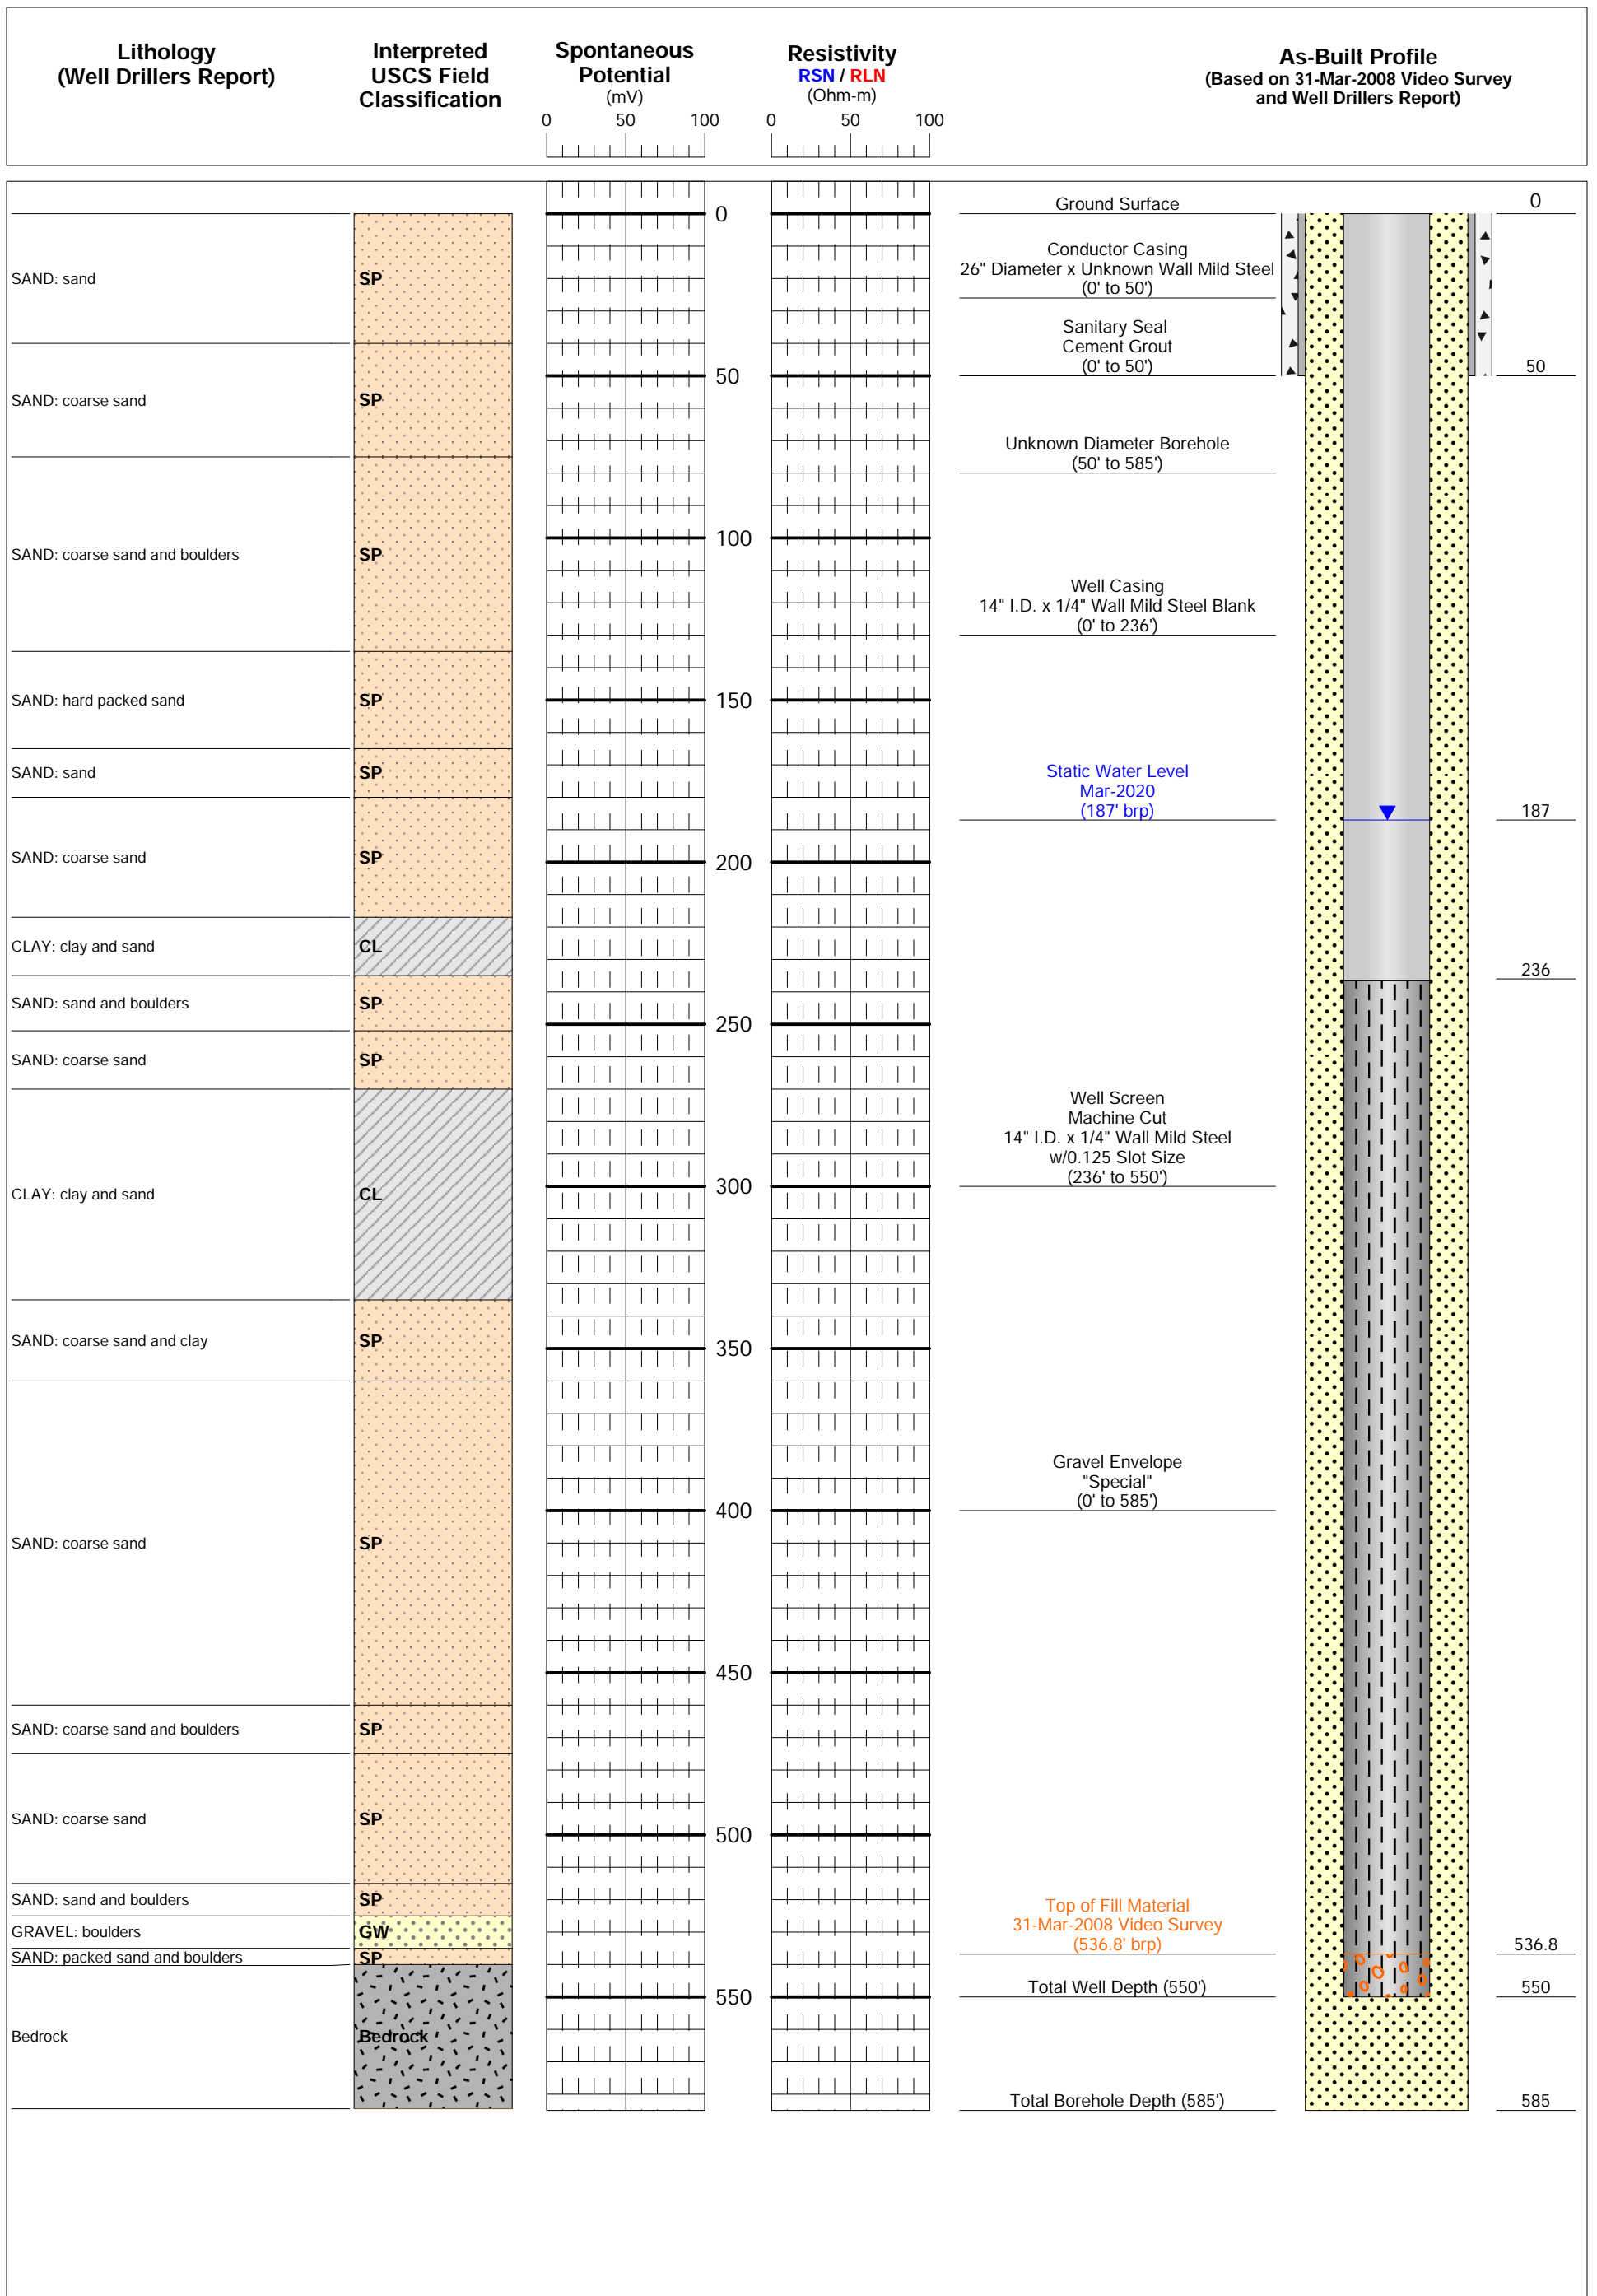 Lithology
(Well Drillers Report)
Interpreted
USCS Field
Classification
Spontaneous
Potential
(mV)
0 50 100
Resistivity
RSN / RLN
(Ohm-m)
0 50 100
As-Built Profile
(Based on 31-Mar-2008 Video Survey
and Well Drillers Report)
SAND: sand
SP
SAND: coarse sand
SP
SAND: coarse sand and boulders
SP
SAND: hard packed sand
SP
SAND: sand
SP
SAND: coarse sand
SP
CLAY: clay and sand
CL
SAND: sand and boulders
SP
SAND: coarse sand
SP
CLAY: clay and sand
CL
SAND: coarse sand and clay
SP
SAND: coarse sand
SP
SAND: coarse sand and boulders
SP
SAND: coarse sand
SP
SAND: sand and boulders
SP
GRAVEL: boulders
GW
SAND: packed sand and boulders
SP
Bedrock
Bedrock
0
50
100
150
200
250
300
350
400
450
500
550
Ground Surface
Conductor Casing
26" Diameter x Unknown Wall Mild Steel
(0' to 50')
Sanitary Seal
Cement Grout
(0' to 50')
Unknown Diameter Borehole
(50' to 585')
Well Casing
14" I.D. x 1/4" Wall Mild Steel Blank
(0' to 236')
Static Water Level
Mar-2020
(187' brp)
Well Screen
Machine Cut
14" I.D. x 1/4" Wall Mild Steel
w/0.125 Slot Size
(236' to 550')
Gravel Envelope
"Special"
(0' to 585')
Top of Fill Material
31-Mar-2008 Video Survey
(536.8' brp)
Total Well Depth (550')
Total Borehole Depth (585')
0
50
187
236
536.8
550
585